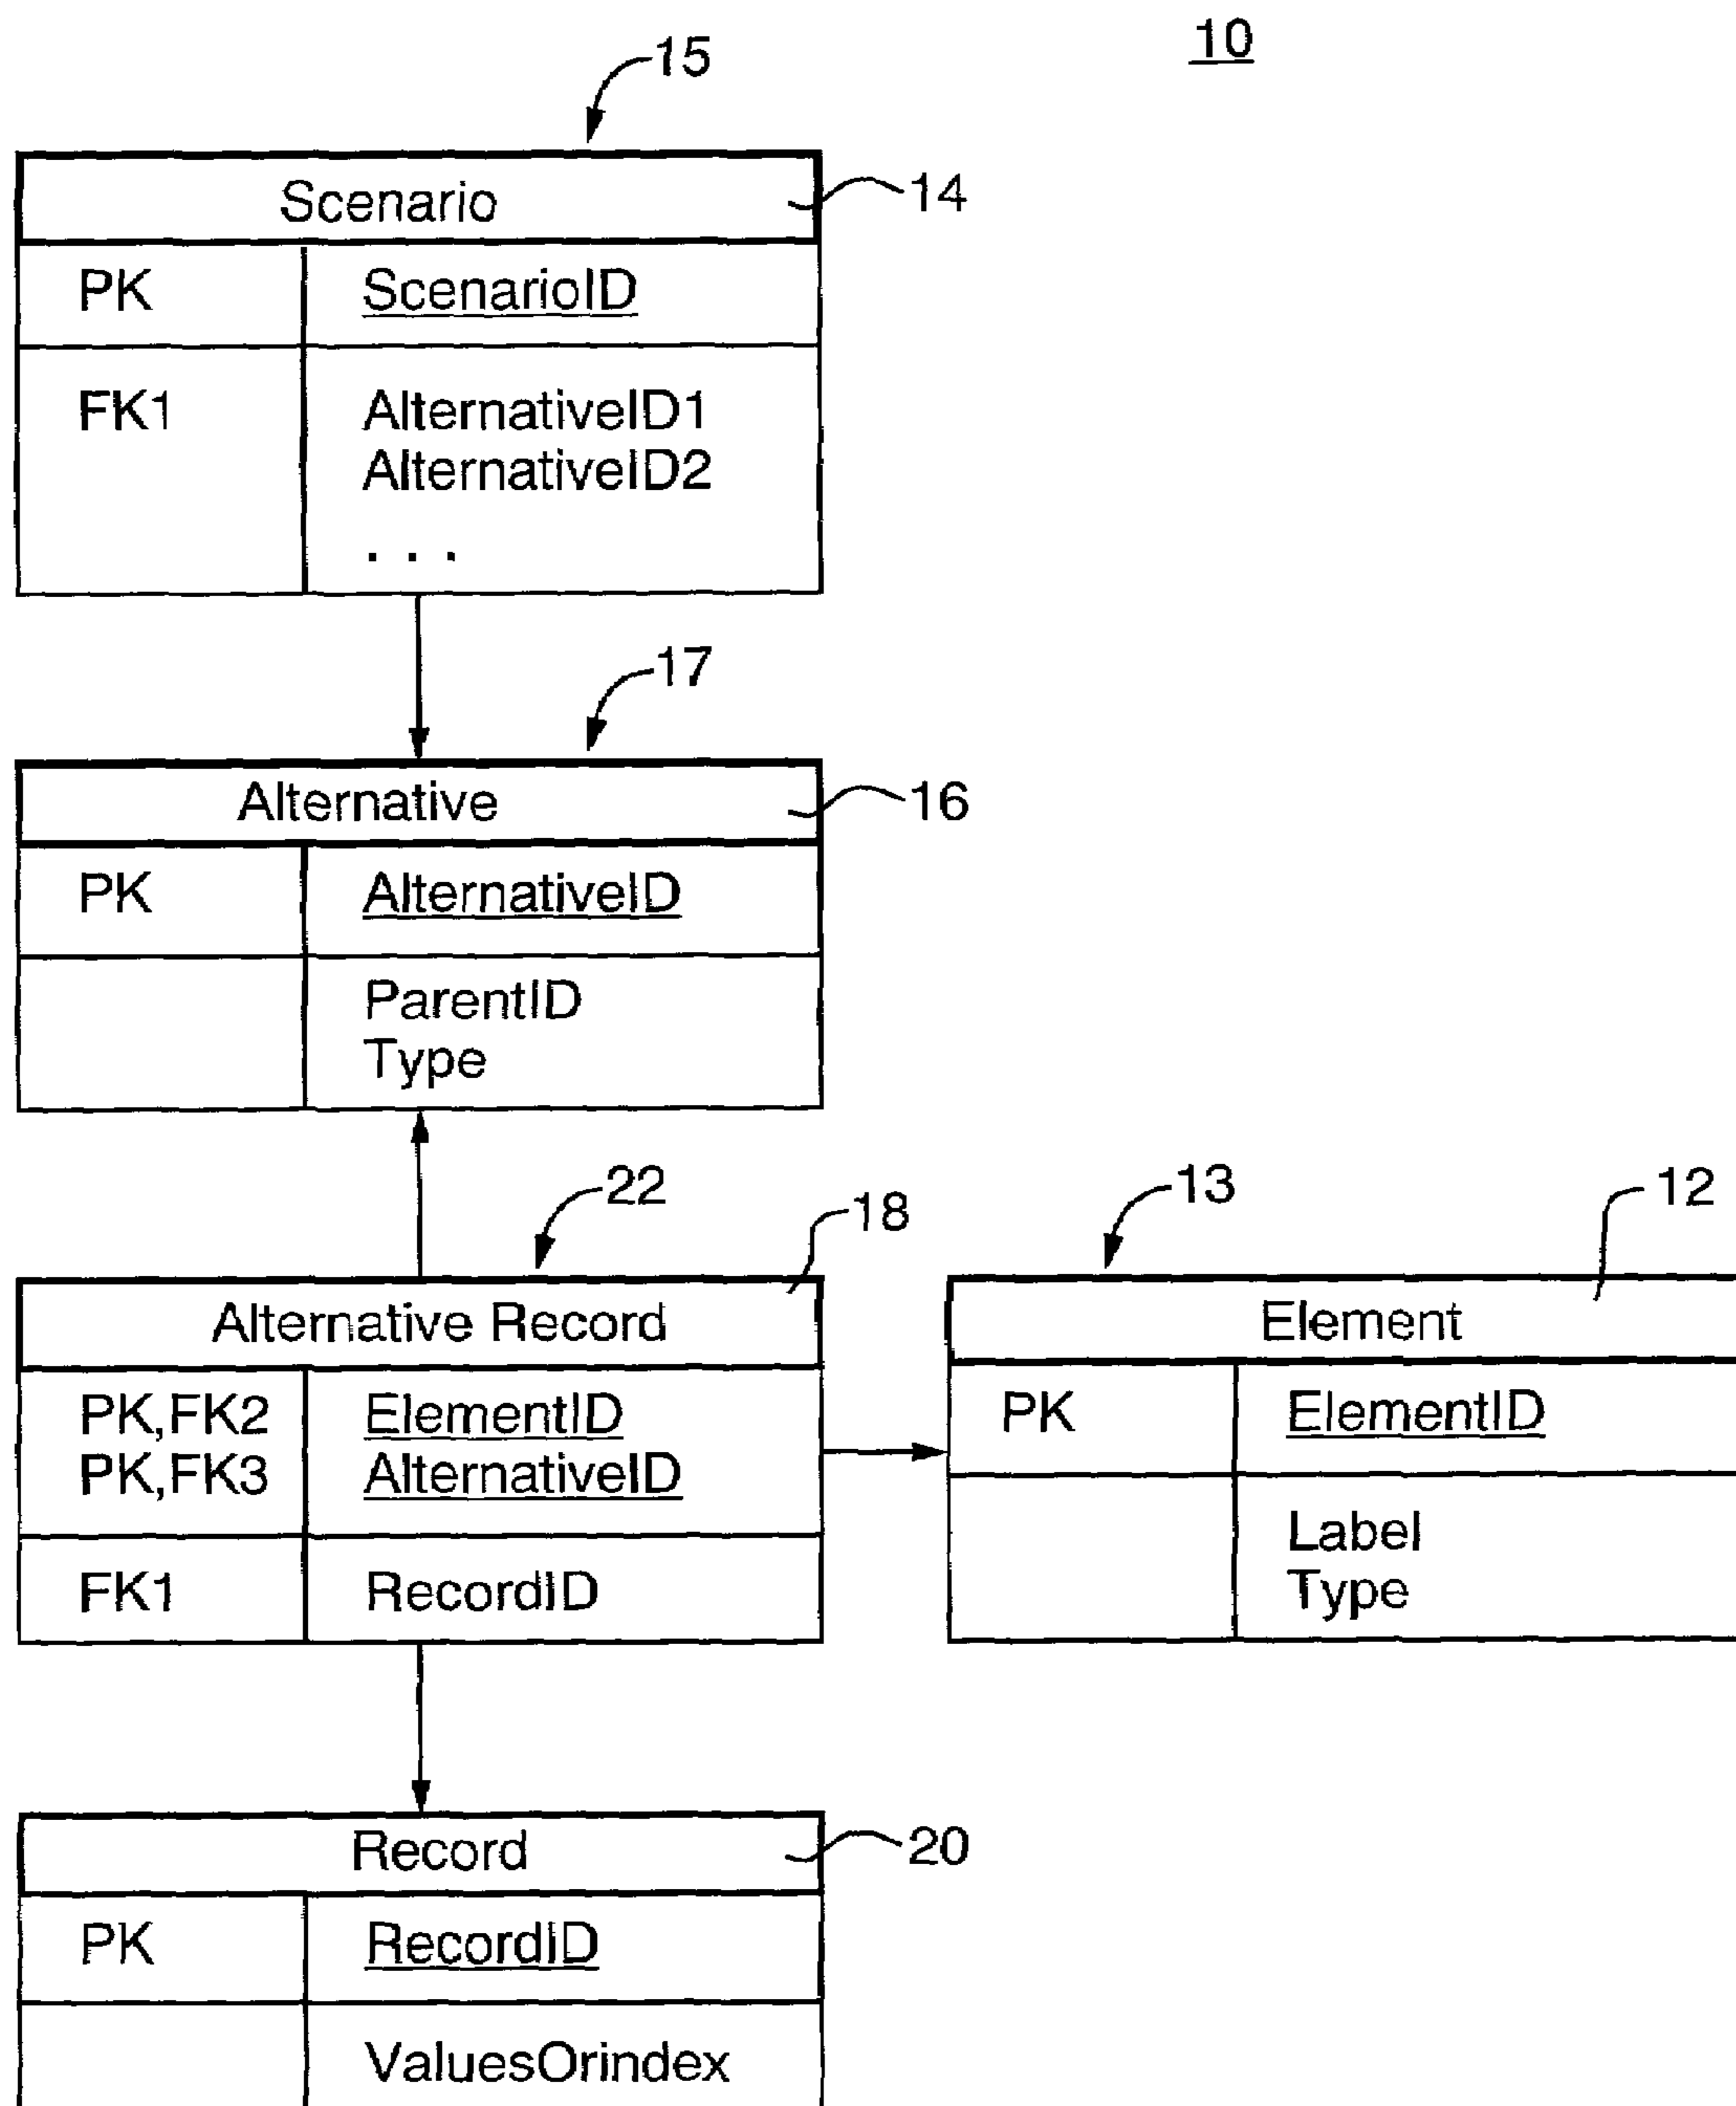 10
15
Scenario
14
PK ScenarioID
FK1 AlternativeID1
AlternativeID2
. . .
17
Alternative
16
PK AlternativeID
ParentID
Type
22
18
13
12
Alternative Record
Element
PK,FK2 ElementID
PK,FK3 AlternativeID
PK ElementID
FK1 RecordID
Label
Type
Record
20
PK RecordID
ValuesOrindex